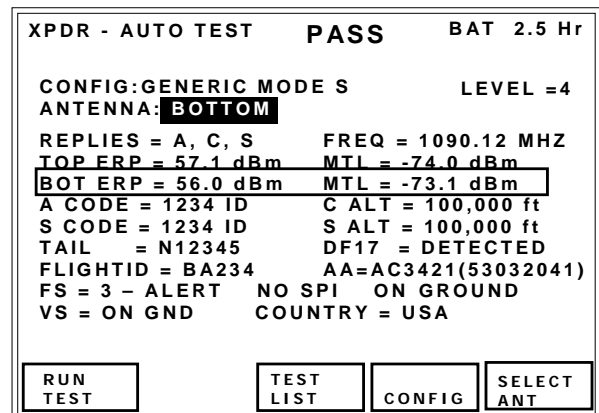 XPDR - AUTO TEST PASS BAT 2.5 Hr
CONFIG:GENERIC MODE S LEVEL =4
ANTENNA: BOTTOM
REPLIES = A, C, S FREQ = 1090.12 MHZ
TOP ERP = 57.1 dBm MTL = -74.0 dBm
BOT ERP = 56.0 dBm MTL = -73.1 dBm
A CODE = 1234 ID C ALT = 100,000 ft
S CODE = 1234 ID S ALT = 100,000 ft
TAIL = N12345 DF17 = DETECTED
FLIGHTID = BA234 AA=AC3421(53032041)
FS = 3 – ALERT NO SPI ON GROUND
VS = ON GND COUNTRY = USA
RUN TEST
TEST LIST
CONFIG
SELECT ANT